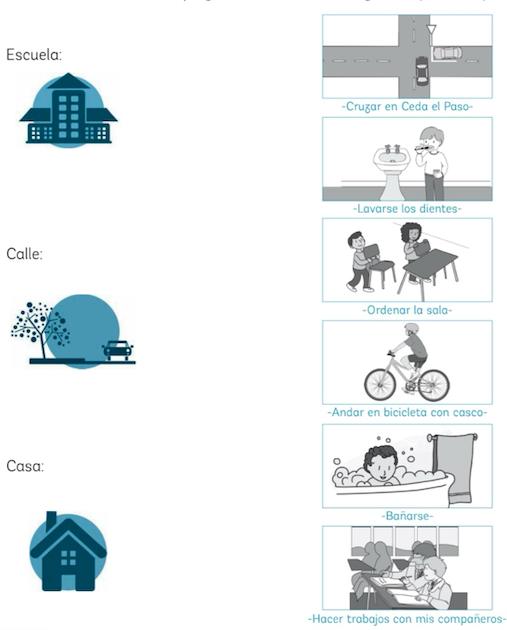 Escuela:
-Cruzar en Ceda el Paso-
-Lavarse los dientes-
Calle:
-Ordenar la sala-
-Andar en bicicleta con casco-
Casa:
-Bañarse-
-Hacer trabajos con mis compañeros-